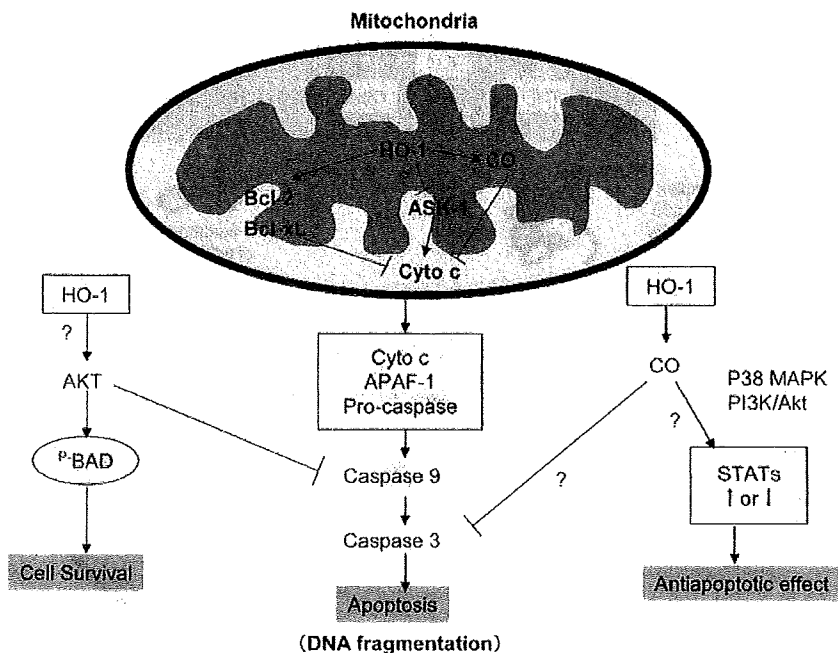 Mitochondria
HO-1
CO
Bcl-2
ASK-1
Bcl-xL
Cyto c
HO-1
?
AKT
P-BAD
Cell Survival
Cyto c
APAF-1
Pro-caspase
Caspase 9
Caspase 3
Apoptosis
(DNA fragmentation)
HO-1
CO
P38 MAPK
PI3K/Akt
?
?
STATs
↑ or ↓
Antiapoptotic effect